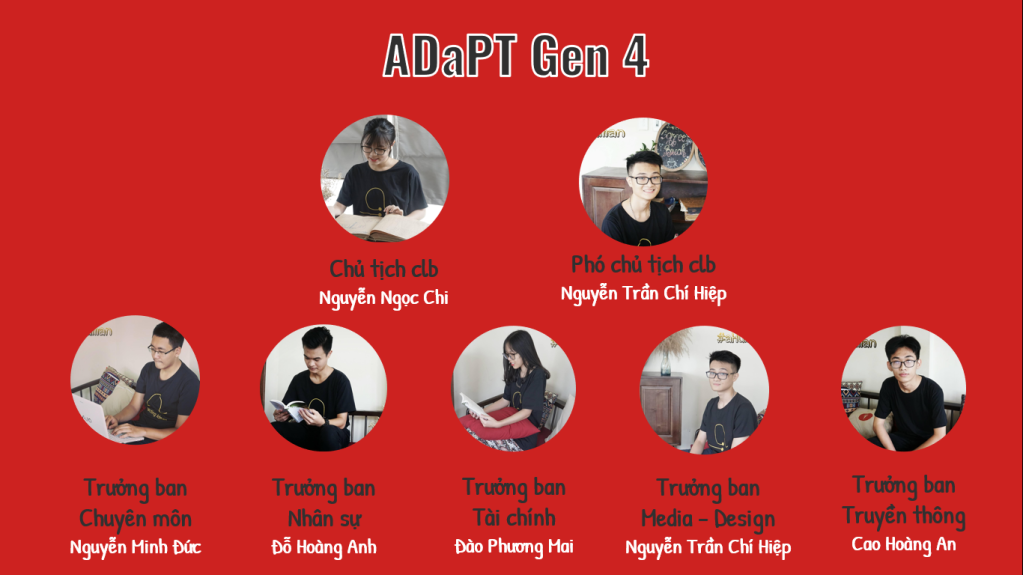 ADaPT Gen 4
Chủ tịch clb
Nguyễn Ngọc Chi
Phó chủ tịch clb
Nguyễn Trần Chí Hiệp
Trưởng ban
Chuyên môn
Nguyễn Minh Đức
Trưởng ban
Nhân sự
Đỗ Hoàng Anh
Trưởng ban
Tài chính
Đào Phương Mai
Trưởng ban
Media - Design
Nguyễn Trần Chí Hiệp
Trưởng ban
Truyền thông
Cao Hoàng An